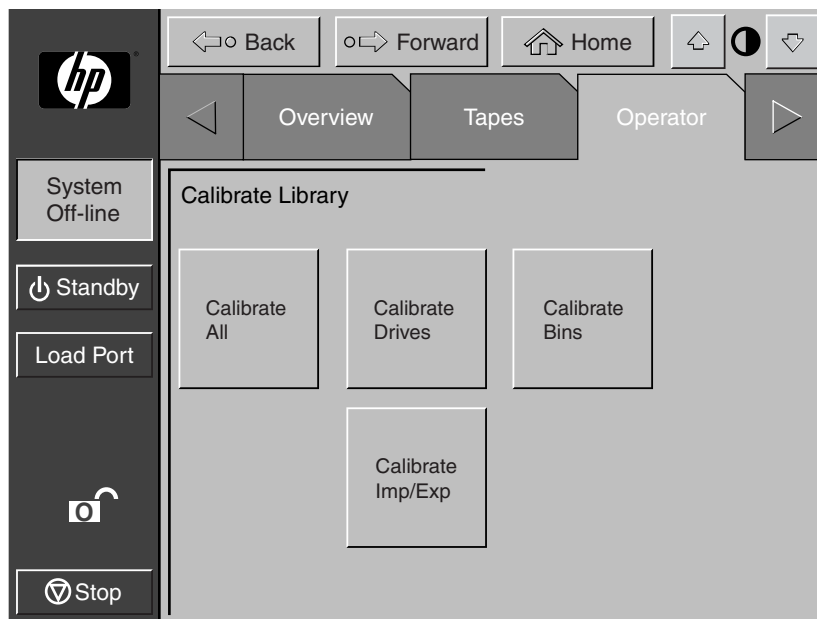 hp
Back
Forward
Home
Overview
Tapes
Operator
System
Off-line
Calibrate Library
Standby
Calibrate
All
Calibrate
Drives
Calibrate
Bins
Load Port
Calibrate
Imp/Exp
O
Stop